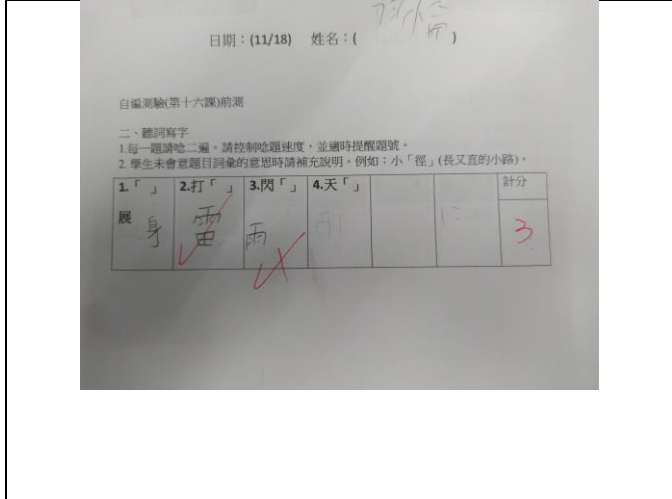 日期：(11/18) 姓名：( )
自編測驗(第十六課)前測
二、聽詞寫字
1.每一題請唸二遍、請控制唸題速度，並適時提醒題號。
2.學生未會意題目詞彙的意思時請補充說明。例如：小「徑」(長又直的小路)。
1.「 」 2.打「 」 3.閃「 」 4.天「 」 計分
展 身 雷 雨 雨 3